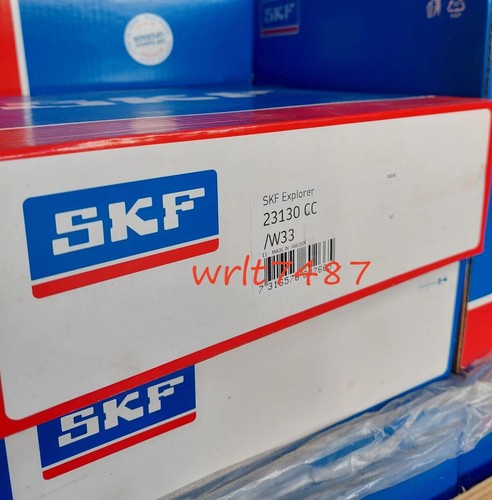 SKF
SKF
SKF Explorer
23130 CC
/W33
wrlt7487
SKF